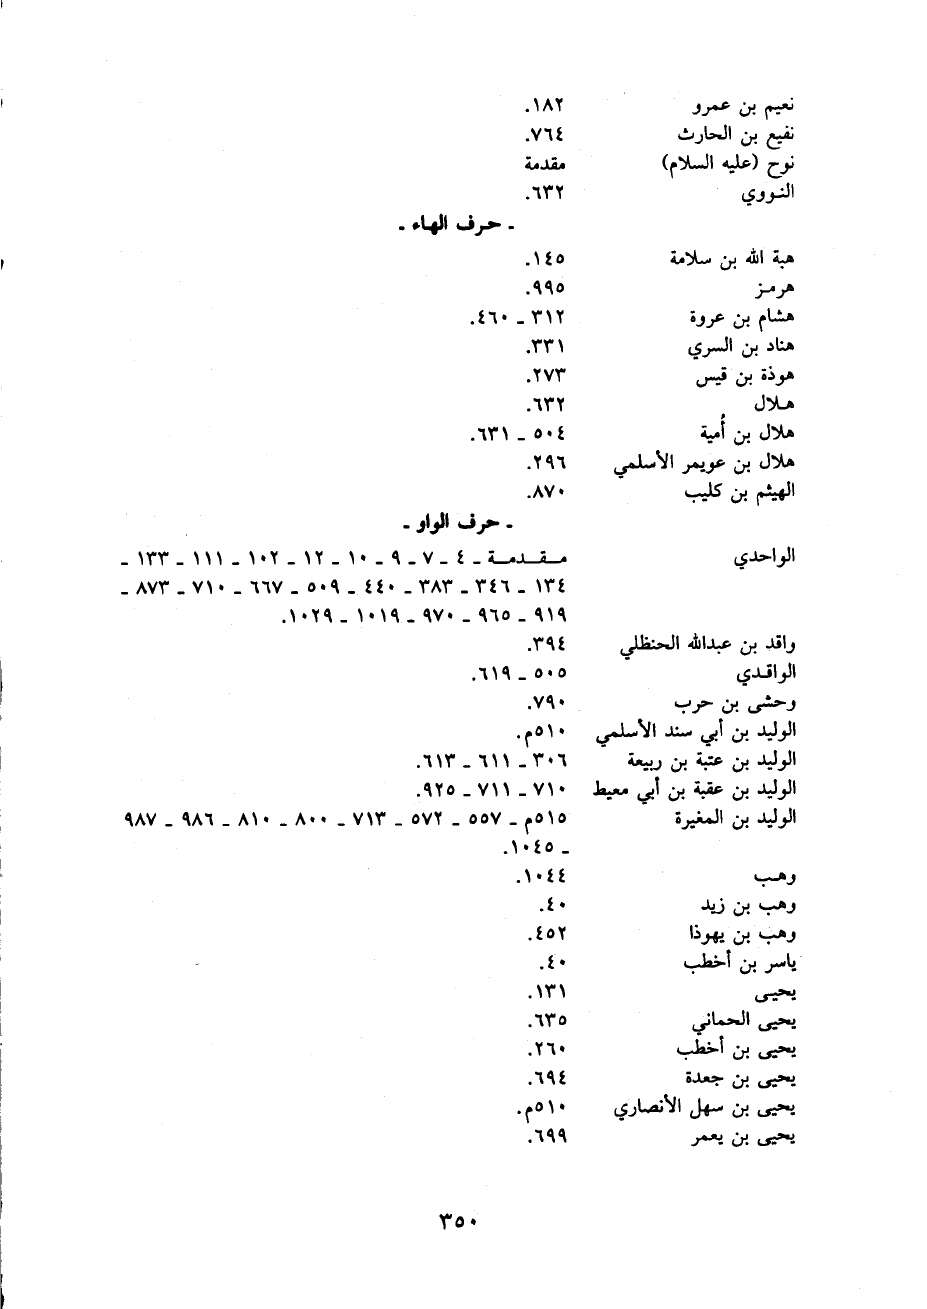 نعيم بن عمرو ١٨٢.
نفيع بن الحارث ٧٦٤.
نوح (عليه السلام) مقدمة
النووي ٦٣٢.
ـ حرف الهاء ـ
هبة الله بن سلامة ١٤٥.
هرمز ٩٩٥.
هشام بن عروة ٣١٢ ـ ٤٦٠.
هناد بن السري ٣٣١.
هوذة بن قيس ٢٧٣.
هلال ٦٣٢.
هلال بن أُمية ٥٠٤ ـ ٦٣١.
هلال بن عويمر الأسلمي ٢٩٦.
الهيثم بن كليب ٨٧٠.
ـ حرف الواو ـ
الواحدي مقدمة ـ ٤ ـ ٧ ـ ٩ ـ ١٠ ـ ١٢ ـ ١٠٢ ـ ١١١ ـ ١٣٣ ـ
١٣٤ ـ ٣٤٦ ـ ٣٨٣ ـ ٤٤٠ ـ ٥٠٩ ـ ٦٦٧ ـ ٧١٠ ـ ٨٧٣ ـ
٩١٩ ـ ٩٦٥ ـ ٩٧٠ ـ ١٠١٩ ـ ١٠٢٩.
واقد بن عبدالله الحنظلي ٣٩٤.
الواقدي ٥٠٥ ـ ٦١٩.
وحشى بن حرب ٧٩٠.
الوليد بن أبي سند الأسلمي ٥١٠م.
الوليد بن عتبة بن ربيعة ٣٠٦ ـ ٦١١ ـ ٦١٣.
الوليد بن عقبة بن أبي معيط ٧١٠ ـ ٧١١ ـ ٩٢٥.
الوليد بن المغيرة ٥١٥م ـ ٥٥٧ ـ ٥٧٢ ـ ٧١٣ ـ ٨٠٠ ـ ٨١٠ ـ ٩٨٦ ـ ٩٨٧
ـ ١٠٤٥.
وهب ١٠٤٤.
وهب بن زيد ٤٠.
وهب بن يهوذا ٤٥٢.
ياسر بن أخطب ٤٠.
يحيى ١٣١.
يحيى الحماني ٦٣٥.
يحيى بن أخطب ٢٦٠.
يحيى بن جعدة ٦٩٤.
يحيى بن سهل الأنصاري ٥١٠م.
يحيى بن يعمر ٦٩٩.
٣٥٠